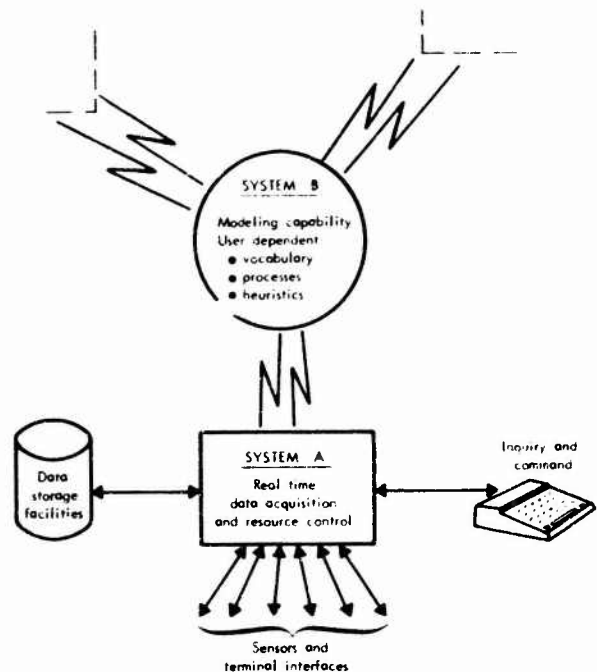 SYSTEM B
Modeling capability
User dependent
● vocabulary
● processes
● heuristics
SYSTEM A
Real time
data acquisition
and resource control
Data
storage
facilities
Inquiry and
command
Sensors and
terminal interfaces